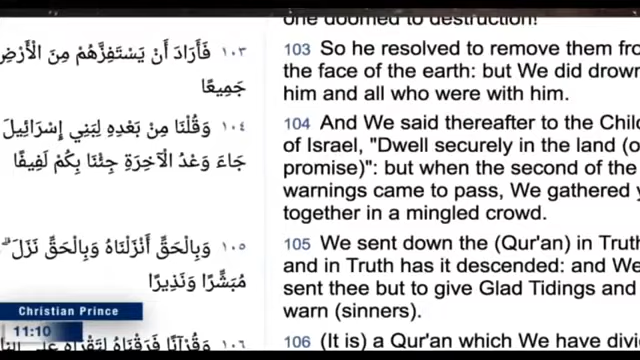 one doomed to destruction!
١٠٣ فَأَرَادَ أَنْ يَسْتَفِزَّهُمْ مِنَ الْأَرْضِ
جَمِيعًا
103 So he resolved to remove them
the face of the earth: but We did drown
him and all who were with him.
١٠٤ وَقُلْنَا مِنْ بَعْدِهِ لِبَنِي إِسْرَائِيلَ
جَاءَ وَعْدُ الْآخِرَةِ جِئْنَا بِكُمْ لَفِيفًا
104 And We said thereafter to the
of Israel, "Dwell securely in the land (o
promise)": but when the second of the
warnings came to pass, We gathered
together in a mingled crowd.
١٠٥ وَبِالْحَقِّ أَنْزَلْنَاهُ وَبِالْحَقِّ نَزَلَ ۗ
مُبَشِّرًا وَنَذِيرًا
105 We sent down the (Qur'an) in Truth
and in Truth has it descended: and We
sent thee but to give Glad Tidings and
warn (sinners).
١٠٦ وَقُرْآنًا فَرَقْنَاهُ لِتَقْرَأَهُ عَلَى
106 (It is) a Qur'an which We have
Christian Prince
11:10